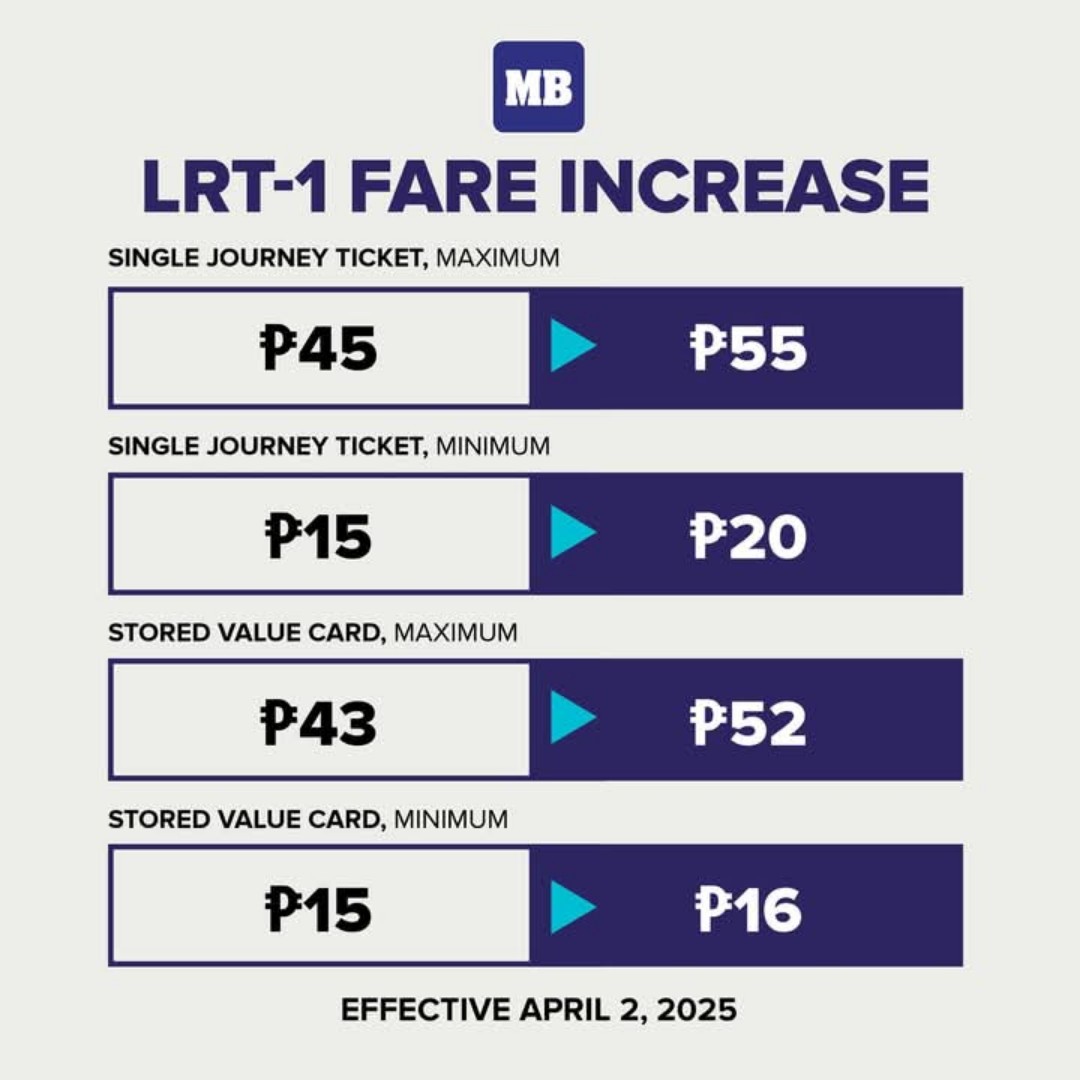 MB
LRT-1 FARE INCREASE
SINGLE JOURNEY TICKET, MAXIMUM
₱45 ₱55
SINGLE JOURNEY TICKET, MINIMUM
₱15 ₱20
STORED VALUE CARD, MAXIMUM
₱43 ₱52
STORED VALUE CARD, MINIMUM
₱15 ₱16
EFFECTIVE APRIL 2, 2025